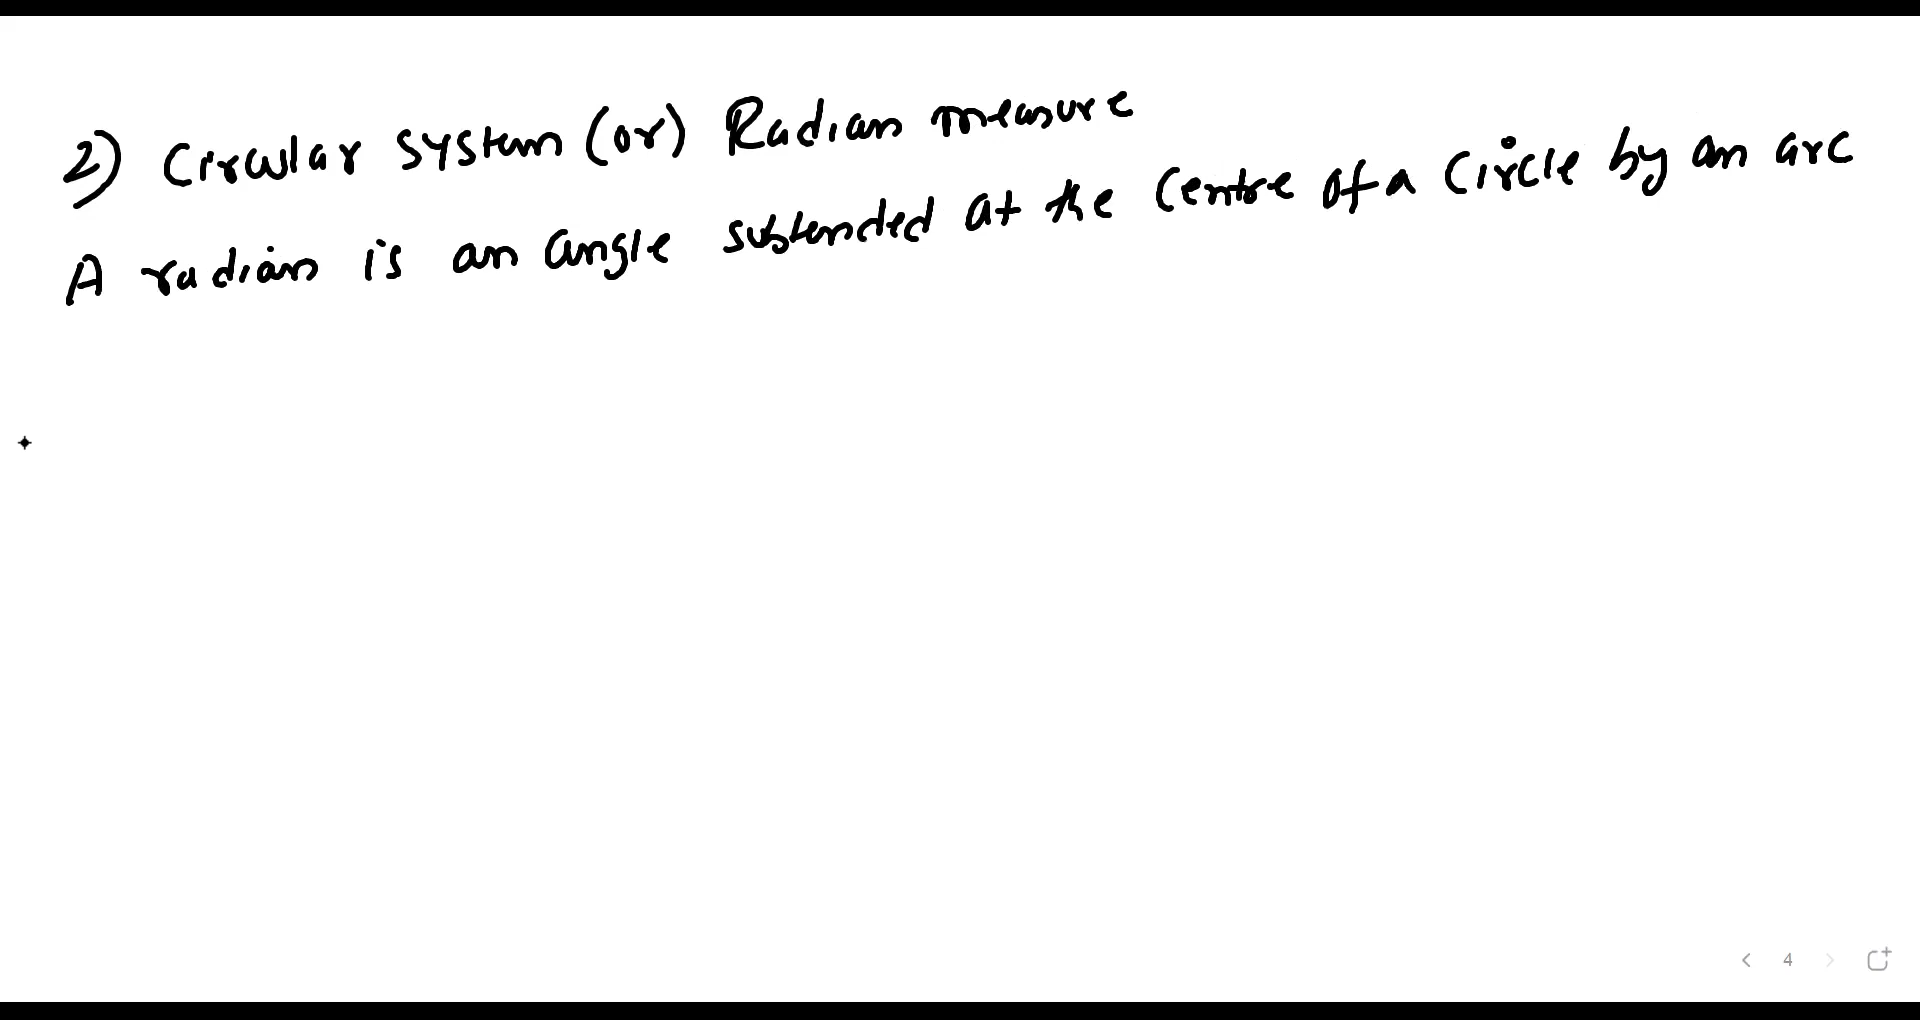 2) Circular system (or) Radian measure
A radian is an angle subtended at the centre of a circle by an arc
4